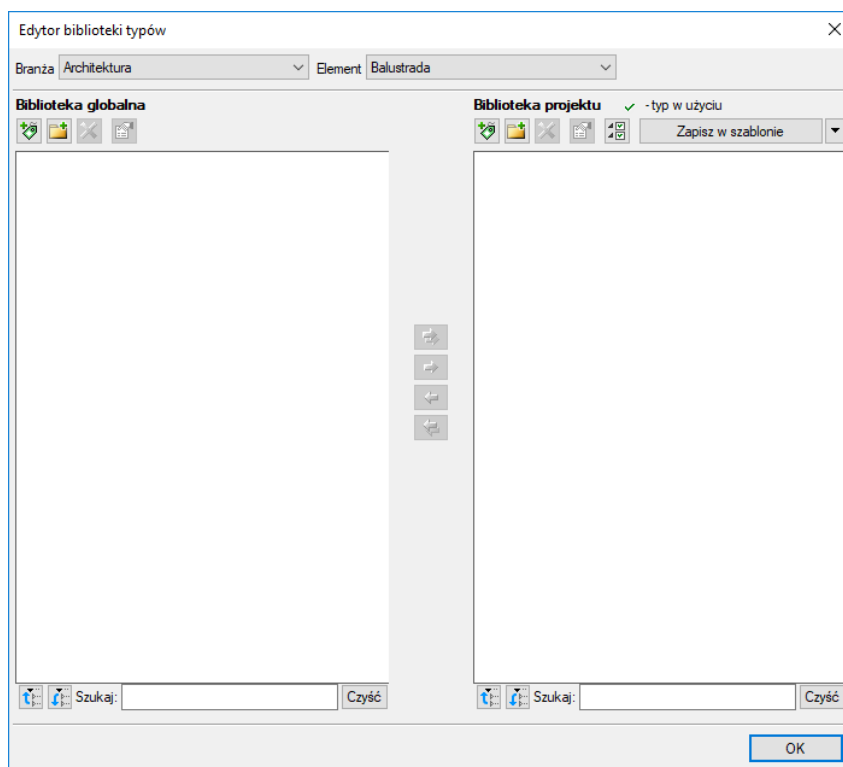 Edytor biblioteki typów
Branża Architektura Element Balustrada
Biblioteka globalna
Biblioteka projektu - typ w użyciu
Zapisz w szablonie
Szukaj: Czyść
Szukaj: Czyść
OK